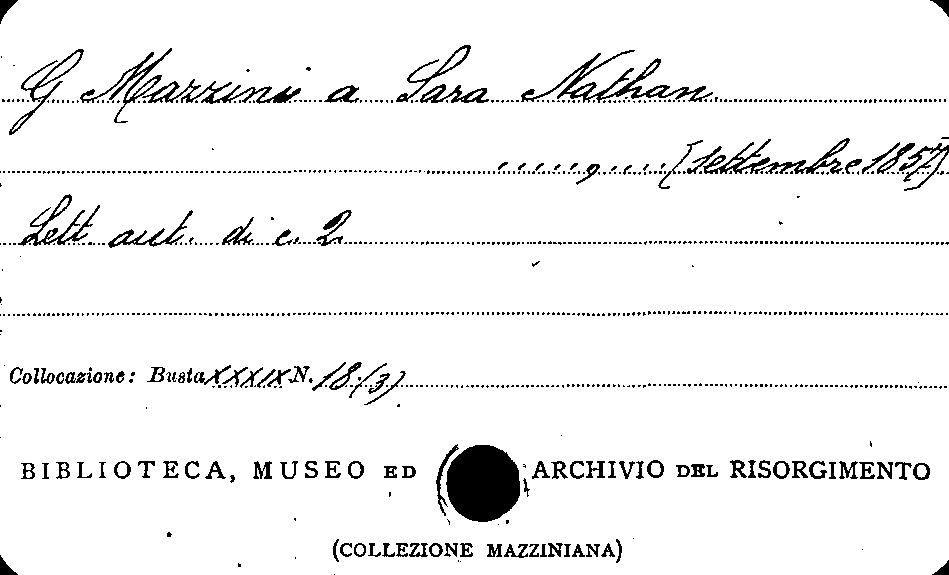 G Mazzini a Sara Nathan
....., .... [settembre 1857].
Lett. aut. di c. 2
Collocazione: Busta XXXIX N. 18 (3)
BIBLIOTECA, MUSEO ED ARCHIVIO DEL RISORGIMENTO
(COLLEZIONE MAZZINIANA)